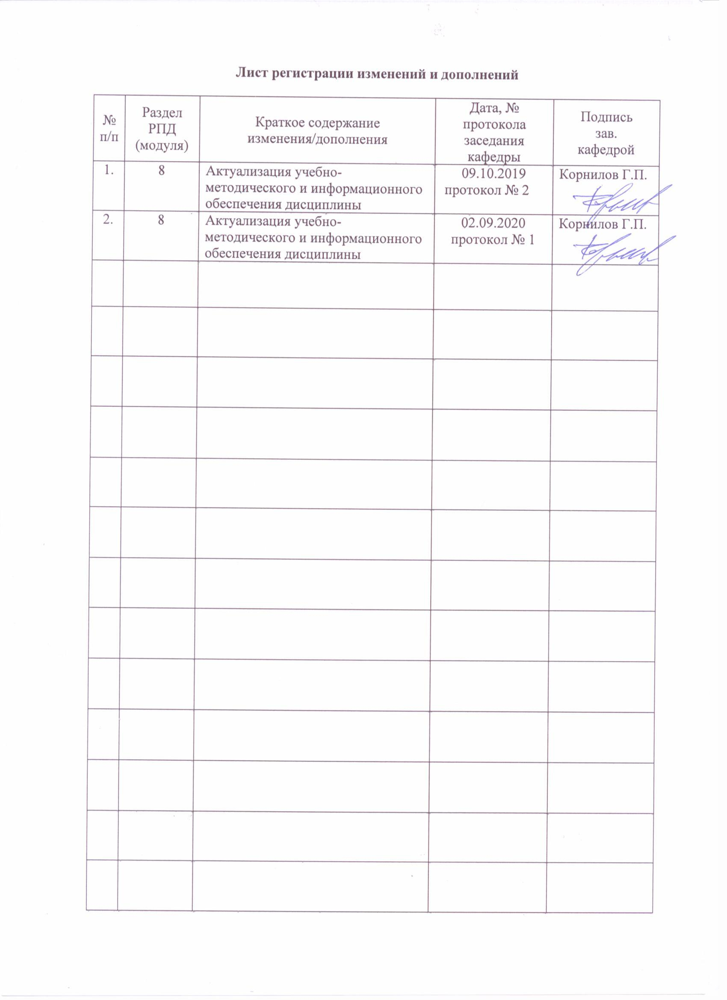 Лист регистрации изменений и дополнений
№
п/п
Раздел
РПД
(модуля)
Краткое содержание
изменения/дополнения
Дата, №
протокола
заседания
кафедры
Подпись
зав.
кафедрой
1.
8
Актуализация учебно-
методического и информационного
обеспечения дисциплины
09.10.2019
протокол № 2
Корнилов Г.П.
2.
8
Актуализация учебно-
методического и информационного
обеспечения дисциплины
02.09.2020
протокол № 1
Корнилов Г.П.